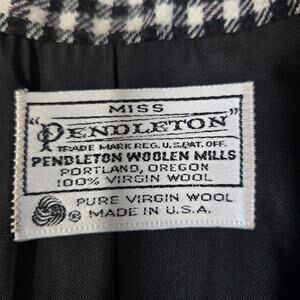 MISS
"PENDLETON"
TRADE MARK REG. U.S. PAT. OFF.
PENDLETON WOOLEN MILLS
PORTLAND, OREGON
100% VIRGIN WOOL
PURE VIRGIN WOOL
® MADE IN U.S.A.